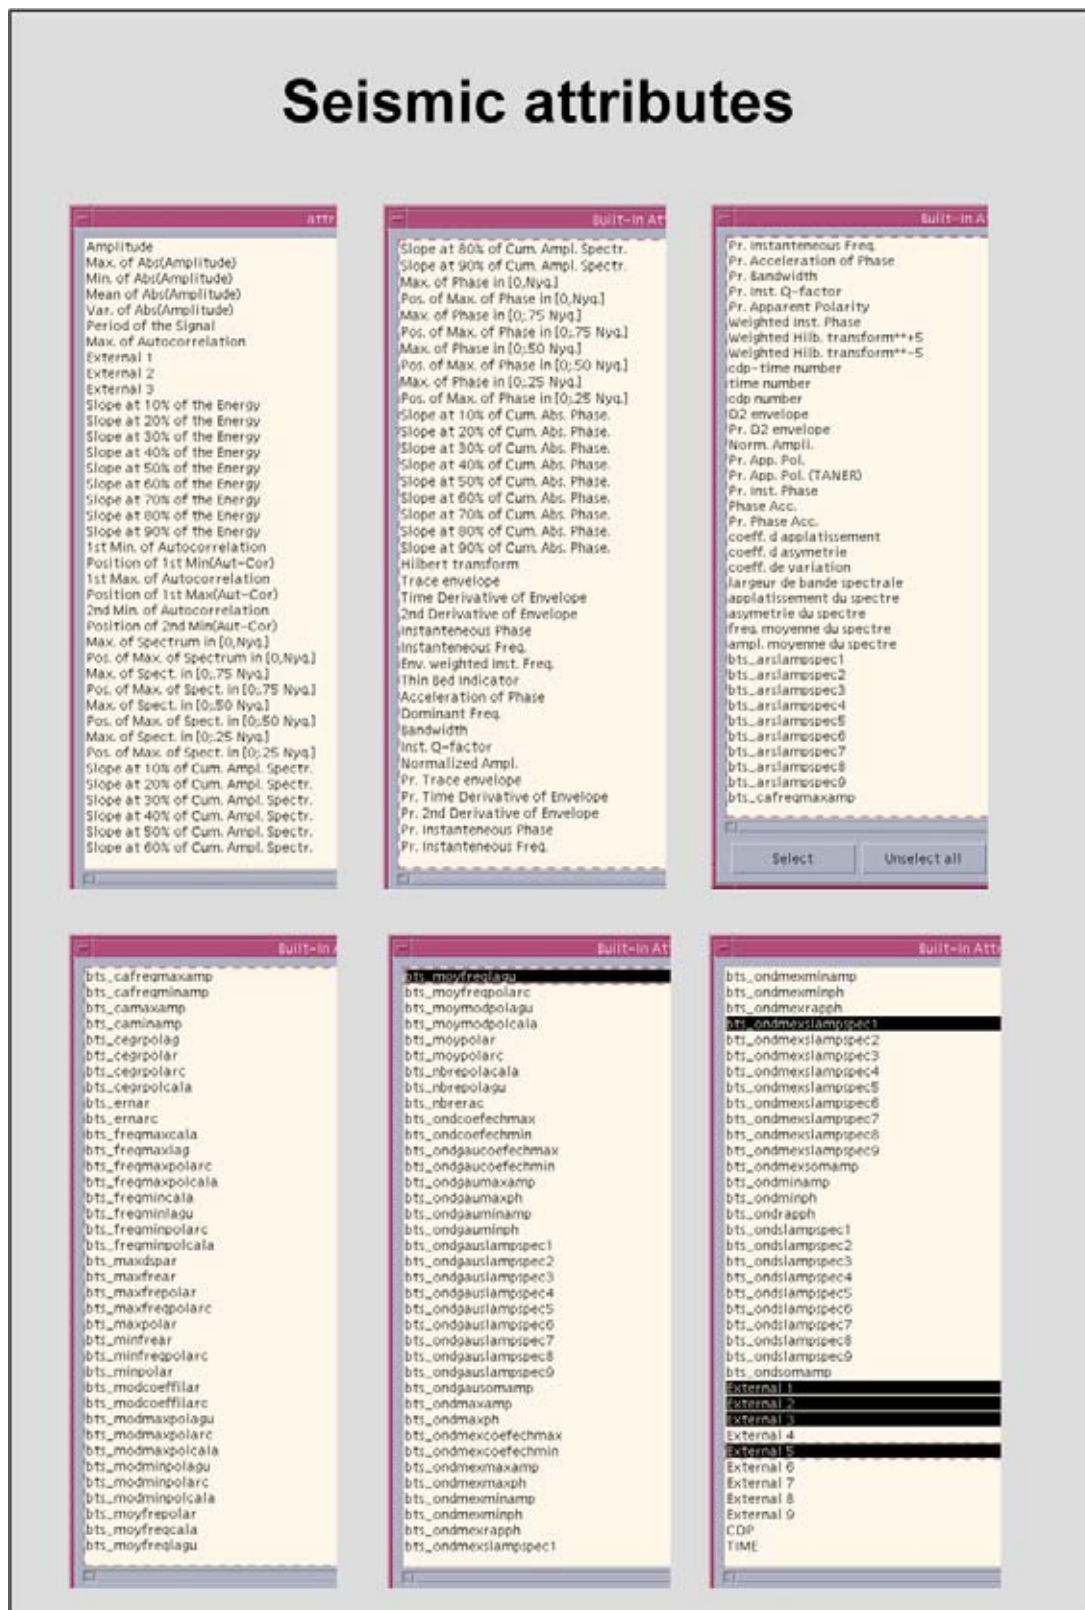 Seismic attributes
attr
Amplitude
Max. of Abs(Amplitude)
Min. of Abs(Amplitude)
Mean of Abs(Amplitude)
Var. of Abs(Amplitude)
Period of the Signal
Max. of Autocorrelation
External 1
External 2
External 3
Slope at 10% of the Energy
Slope at 20% of the Energy
Slope at 30% of the Energy
Slope at 40% of the Energy
Slope at 50% of the Energy
Slope at 60% of the Energy
Slope at 70% of the Energy
Slope at 80% of the Energy
Slope at 90% of the Energy
1st Min. of Autocorrelation
Position of 1st Min(Aut-Cor)
1st Max. of Autocorrelation
Position of 1st Max(Aut-Cor)
2nd Min. of Autocorrelation
Position of 2nd Min(Aut-Cor)
Max. of Spectrum in [0,Nyq.]
Pos. of Max. of Spectrum in [0,Nyq.]
Max. of Spect. in [0;.75 Nyq.]
Pos. of Max. of Spect. in [0;.75 Nyq.]
Max. of Spect. in [0;.50 Nyq.]
Pos. of Max. of Spect. in [0;.50 Nyq.]
Max. of Spect. in [0;.25 Nyq.]
Pos. of Max. of Spect. in [0;.25 Nyq.]
Slope at 10% of Cum. Ampl. Spectr.
Slope at 20% of Cum. Ampl. Spectr.
Slope at 30% of Cum. Ampl. Spectr.
Slope at 40% of Cum. Ampl. Spectr.
Slope at 50% of Cum. Ampl. Spectr.
Slope at 60% of Cum. Ampl. Spectr.
Built-In At
Slope at 80% of Cum. Ampl. Spectr.
Slope at 90% of Cum. Ampl. Spectr.
Max. of Phase in [0,Nyq.]
Pos. of Max. of Phase in [0,Nyq.]
Max. of Phase in [0;.75 Nyq.]
Pos. of Max. of Phase in [0;.75 Nyq.]
Max. of Phase in [0;.50 Nyq.]
Pos. of Max. of Phase in [0;.50 Nyq.]
Max. of Phase in [0;.25 Nyq.]
Pos. of Max. of Phase in [0;.25 Nyq.]
Slope at 10% of Cum. Abs. Phase.
Slope at 20% of Cum. Abs. Phase.
Slope at 30% of Cum. Abs. Phase.
Slope at 40% of Cum. Abs. Phase.
Slope at 50% of Cum. Abs. Phase.
Slope at 60% of Cum. Abs. Phase.
Slope at 70% of Cum. Abs. Phase.
Slope at 80% of Cum. Abs. Phase.
Slope at 90% of Cum. Abs. Phase.
Hilbert transform
Trace envelope
Time Derivative of Envelope
2nd Derivative of Envelope
Instanteneous Phase
Instanteneous Freq.
Env. weighted Inst. Freq.
Thin Bed Indicator
Acceleration of Phase
Dominant Freq.
Bandwidth
Inst. Q-factor
Normalized Ampl.
Pr. Trace envelope
Pr. Time Derivative of Envelope
Pr. 2nd Derivative of Envelope
Pr. Instanteneous Phase
Pr. Instanteneous Freq.
Built-In A
Pr. Instanteneous Freq.
Pr. Acceleration of Phase
Pr. Bandwidth
Pr. Inst. Q-factor
Pr. Apparent Polarity
Weighted Inst. Phase
Weighted Hilb. transform**+5
Weighted Hilb. transform**-5
cdp-time number
time number
cdp number
D2 envelope
Pr. D2 envelope
Norm. Ampli.
Pr. App. Pol.
Pr. App. Pol. (TANER)
Pr. Inst. Phase
Phase Acc.
Pr. Phase Acc.
coeff. d applatissement
coeff. d asymetrie
coeff. de variation
largeur de bande spectrale
applatissement du spectre
asymetrie du spectre
freq. moyenne du spectre
ampl. moyenne du spectre
bts_arslampspec1
bts_arslampspec2
bts_arslampspec3
bts_arslampspec4
bts_arslampspec5
bts_arslampspec6
bts_arslampspec7
bts_arslampspec8
bts_arslampspec9
bts_cafreqmaxamp
Select
Unselect all
Built-In A
bts_cafreqmaxamp
bts_cafreqminamp
bts_camaxamp
bts_caminamp
bts_cegrpolag
bts_cegrpolar
bts_cegrpolarc
bts_cegrpolcala
bts_ernar
bts_ernarc
bts_freqmaxcala
bts_freqmaxlag
bts_freqmaxpolarc
bts_freqmaxpolcala
bts_freqmincala
bts_freqminlagu
bts_freqminpolarc
bts_freqminpolcala
bts_maxdspar
bts_maxfrear
bts_maxfrepolar
bts_maxfreqpolarc
bts_maxpolar
bts_minfrear
bts_minfreqpolarc
bts_minpolar
bts_modcoeffilar
bts_modcoeffilarc
bts_modmaxpolagu
bts_modmaxpolarc
bts_modmaxpolcala
bts_modminpolagu
bts_modminpolarc
bts_modminpolcala
bts_moyfrepolar
bts_moyfreqcala
bts_moyfreqlagu
Built-In At
bts_moyfreqlagu
bts_moyfreqpolarc
bts_moymodpolagu
bts_moymodpolcala
bts_moypolar
bts_moypolarc
bts_nbrepolacala
bts_nbrepolagu
bts_nbrerac
bts_ondcoefechmax
bts_ondcoefechmin
bts_ondgaucoefechmax
bts_ondgaucoefechmin
bts_ondgaumaxamp
bts_ondgaumaxph
bts_ondgauminamp
bts_ondgauminph
bts_ondgauslampspec1
bts_ondgauslampspec2
bts_ondgauslampspec3
bts_ondgauslampspec4
bts_ondgauslampspec5
bts_ondgauslampspec6
bts_ondgauslampspec7
bts_ondgauslampspec8
bts_ondgauslampspec9
bts_ondgausomamp
bts_ondmaxamp
bts_ondmaxph
bts_ondmexcoefechmax
bts_ondmexcoefechmin
bts_ondmexmaxamp
bts_ondmexmaxph
bts_ondmexminamp
bts_ondmexminph
bts_ondmexrapph
bts_ondmexslampspec1
Built-In Attr
bts_ondmexminamp
bts_ondmexminph
bts_ondmexrapph
bts_ondmexslampspec1
bts_ondmexslampspec2
bts_ondmexslampspec3
bts_ondmexslampspec4
bts_ondmexslampspec5
bts_ondmexslampspec6
bts_ondmexslampspec7
bts_ondmexslampspec8
bts_ondmexslampspec9
bts_ondmexsomamp
bts_ondminamp
bts_ondminph
bts_ondrapph
bts_ondslampspec1
bts_ondslampspec2
bts_ondslampspec3
bts_ondslampspec4
bts_ondslampspec5
bts_ondslampspec6
bts_ondslampspec7
bts_ondslampspec8
bts_ondslampspec9
bts_ondsomamp
External 1
External 2
External 3
External 4
External 5
External 6
External 7
External 8
External 9
CDP
TIME